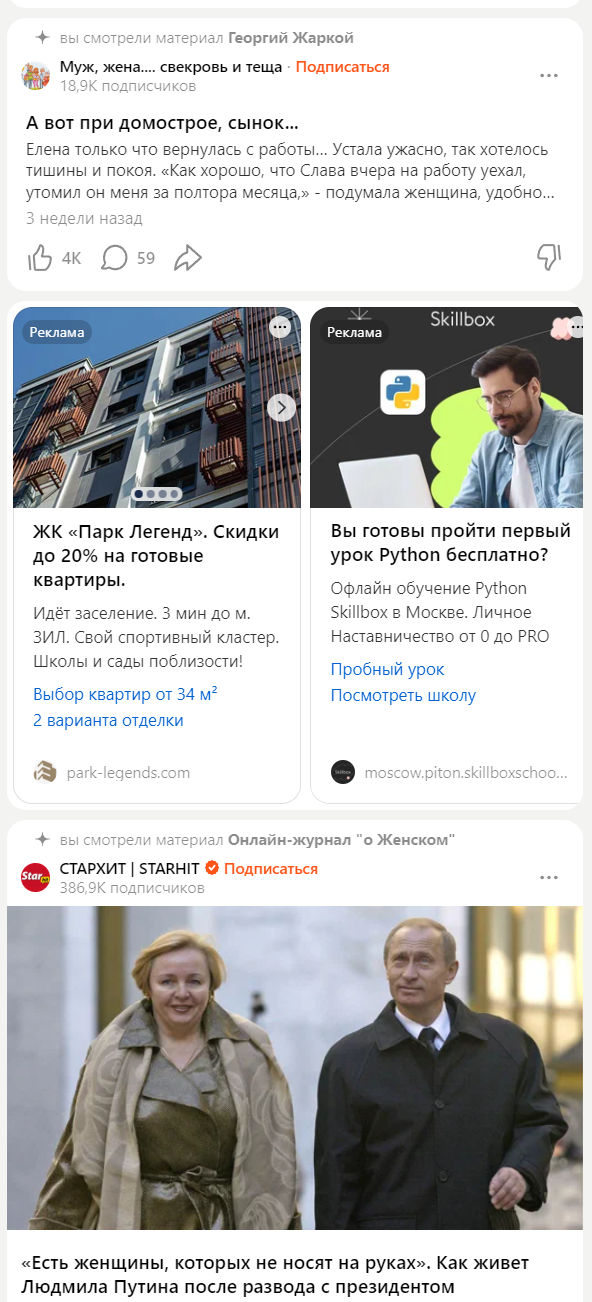 вы смотрели материал Георгий Жаркой
Муж, жена.... свекровь и теща · Подписаться
18,9K подписчиков
А вот при домострое, сынок...
Елена только что вернулась с работы... Устала ужасно, так хотелось
тишины и покоя. «Как хорошо, что Слава вчера на работу уехал,
утомил он меня за полтора месяца,» - подумала женщина, удобно...
3 недели назад
4K 59
Реклама
ЖК «Парк Легенд». Скидки
до 20% на готовые
квартиры.
Идёт заселение. 3 мин до м.
ЗИЛ. Свой спортивный кластер.
Школы и сады поблизости!
Выбор квартир от 34 м²
2 варианта отделки
park-legends.com
Реклама
Skillbox
Вы готовы пройти первый
урок Python бесплатно?
Офлайн обучение Python
Skillbox в Москве. Личное
Наставничество от 0 до PRO
Пробный урок
Посмотреть школу
moscow.piton.skillboxschoo...
вы смотрели материал Онлайн-журнал "о Женском"
Star
СТАРХИТ | STARHIT Подписаться
386,9K подписчиков
«Есть женщины, которых не носят на руках». Как живет
Людмила Путина после развода с президентом